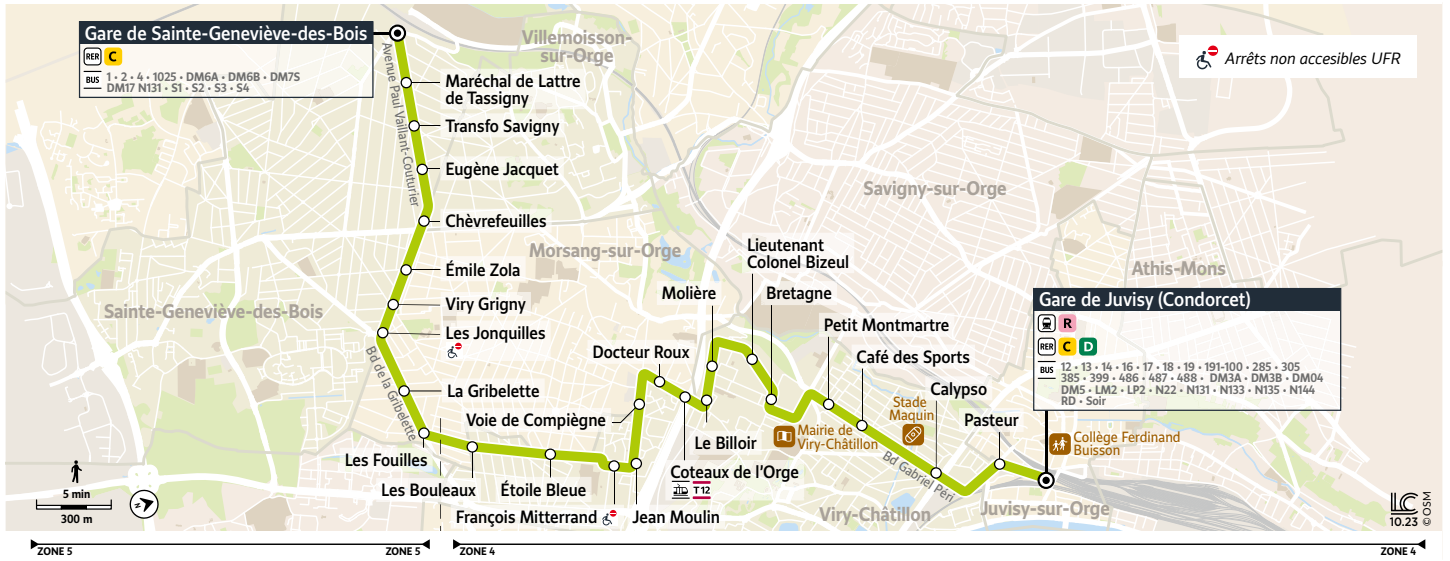 Gare de Sainte-Geneviève-des-Bois
RER C
BUS 1 • 2 • 4 • 1025 • DM6A • DM6B • DM7S
DM17 N131 • S1 • S2 • S3 • S4
Villemoisson-
sur-Orge
Arrêts non accesibles UFR
Avenue Paul Vaillant-Couturier
Maréchal de Lattre
de Tassigny
Transfo Savigny
Eugène Jacquet
Chèvrefeuilles
Émile Zola
Viry Grigny
Les Jonquilles
La Gribelette
Bd de la Gribelette
Les Fouilles
Sainte-Geneviève-des-Bois
Morsang-sur-Orge
Savigny-sur-Orge
Athis-Mons
Lieutenant
Colonel Bizeul
Molière
Bretagne
Petit Montmartre
Docteur Roux
Café des Sports
Calypso
Voie de Compiègne
Stade
Maquin
Pasteur
Le Billoir
Mairie de
Viry-Châtillon
Coteaux de l'Orge
T12
Les Bouleaux
Étoile Bleue
François Mitterrand
Jean Moulin
Bd Gabriel Péri
Viry-Châtillon
Juvisy-sur-Orge
Gare de Juvisy (Condorcet)
R
RER C D
BUS 12 • 13 • 14 • 16 • 17 • 18 • 19 • 191-100 • 285 • 305
385 • 399 • 486 • 487 • 488 • DM3A • DM3B • DM04
DM5 • LM2 • LP2 • N22 • N131 • N133 • N135 • N144
RD • Soir
Collège Ferdinand
Buisson
5 min
300 m
N
LC
10.23
© OSM
ZONE 5
ZONE 5
ZONE 4
ZONE 4